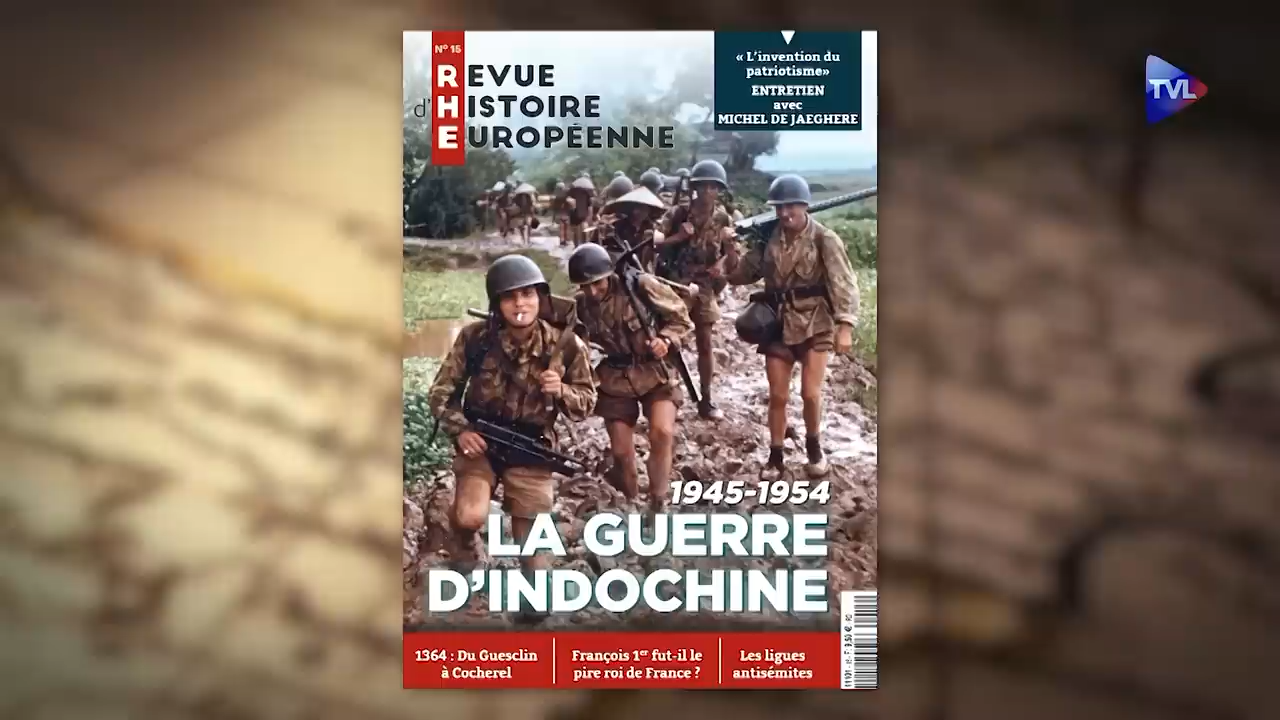 N° 15
REVUE
d'HISTOIRE
EUROPÉENNE
« L'invention du
patriotisme»
ENTRETIEN
avec
MICHEL DE JAEGHERE
TVL
1945-1954
LA GUERRE
D'INDOCHINE
1364 : Du Guesclin
à Cocherel
François 1er fut-il le
pire roi de France ?
Les ligues
antisémites